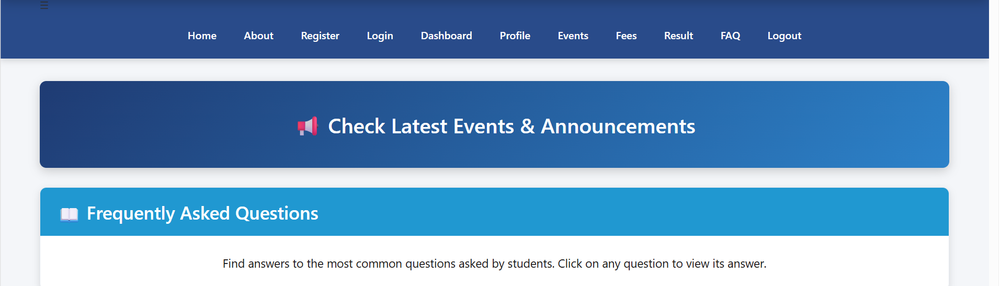 ☰
Home About Register Login Dashboard Profile Events Fees Result FAQ Logout
📢 Check Latest Events & Announcements
📖 Frequently Asked Questions
Find answers to the most common questions asked by students. Click on any question to view its answer.